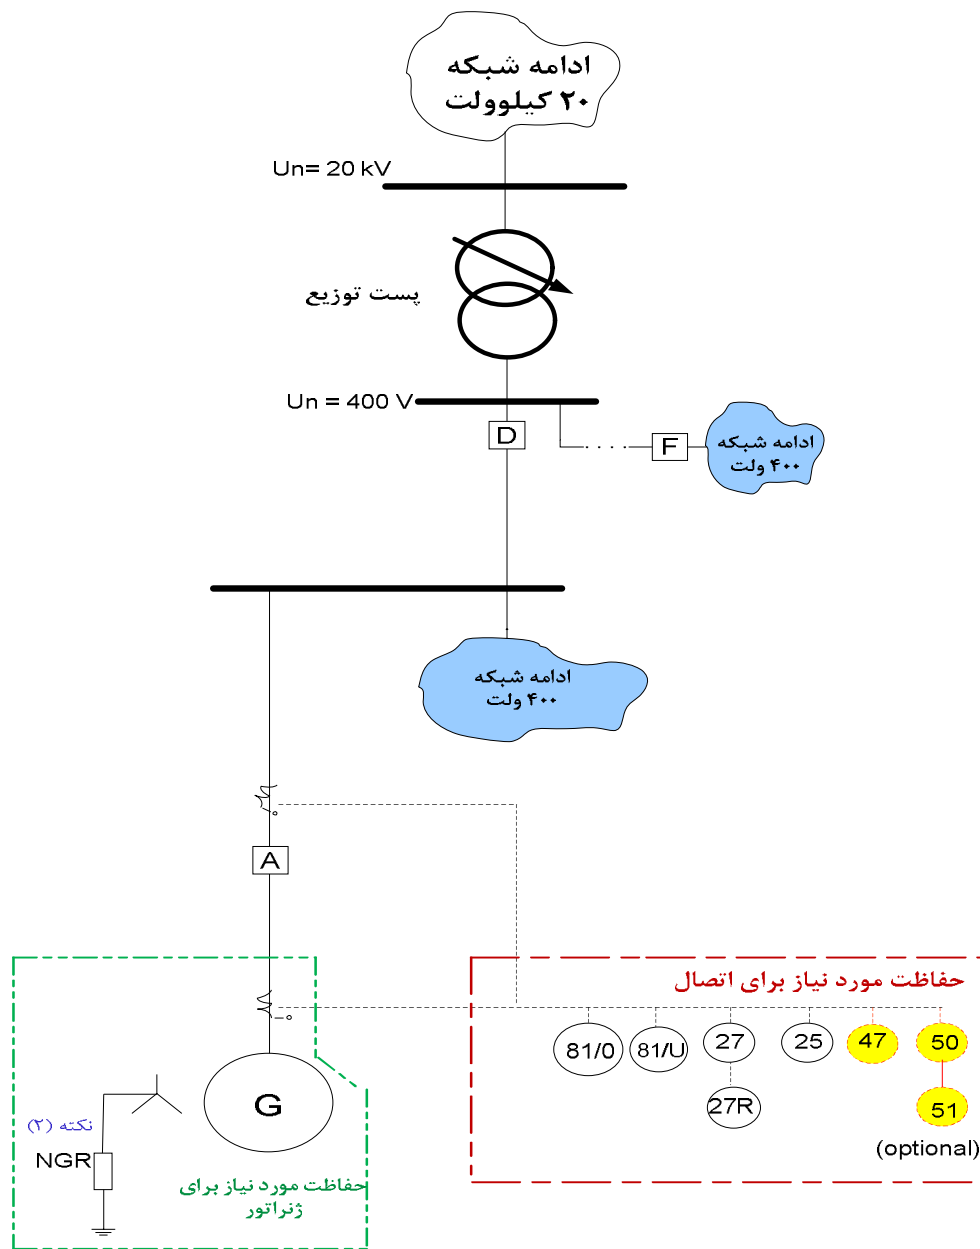 ادامه شبکه
۲۰ کیلوولت
Un= 20 kV
پست توزیع
Un = 400 V
D
F
ادامه شبکه
۴۰۰ ولت
ادامه شبکه
۴۰۰ ولت
A
حفاظت مورد نیاز برای اتصال
81/0
81/U
27
25
47
50
27R
51
(optional)
G
نکته (۲)
NGR
حفاظت مورد نیاز برای
ژنراتور